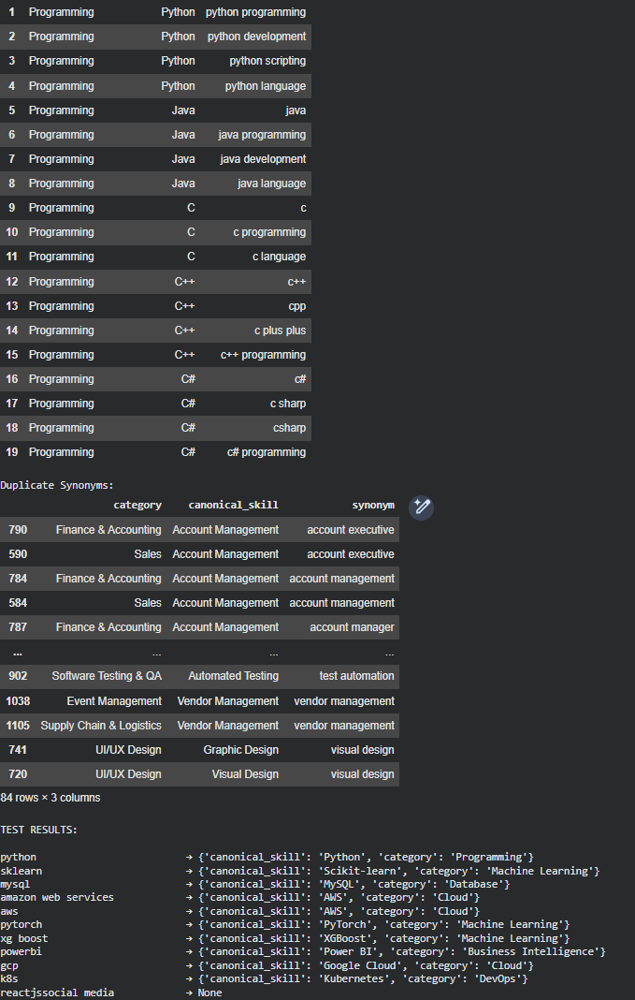 1 Programming Python python programming
2 Programming Python python development
3 Programming Python python scripting
4 Programming Python python language
5 Programming Java java
6 Programming Java java programming
7 Programming Java java development
8 Programming Java java language
9 Programming C c
10 Programming C c programming
11 Programming C c language
12 Programming C++ c++
13 Programming C++ cpp
14 Programming C++ c plus plus
15 Programming C++ c++ programming
16 Programming C# c#
17 Programming C# c sharp
18 Programming C# csharp
19 Programming C# c# programming
Duplicate Synonyms:
category canonical_skill synonym
790 Finance & Accounting Account Management account executive
590 Sales Account Management account executive
784 Finance & Accounting Account Management account management
584 Sales Account Management account management
787 Finance & Accounting Account Management account manager
... ... ... ...
902 Software Testing & QA Automated Testing test automation
1038 Event Management Vendor Management vendor management
1105 Supply Chain & Logistics Vendor Management vendor management
741 UI/UX Design Graphic Design visual design
720 UI/UX Design Visual Design visual design
84 rows × 3 columns
TEST RESULTS:
python → {'canonical_skill': 'Python', 'category': 'Programming'}
sklearn → {'canonical_skill': 'Scikit-learn', 'category': 'Machine Learning'}
mysql → {'canonical_skill': 'MySQL', 'category': 'Database'}
amazon web services → {'canonical_skill': 'AWS', 'category': 'Cloud'}
aws → {'canonical_skill': 'AWS', 'category': 'Cloud'}
pytorch → {'canonical_skill': 'PyTorch', 'category': 'Machine Learning'}
xg boost → {'canonical_skill': 'XGBoost', 'category': 'Machine Learning'}
powerbi → {'canonical_skill': 'Power BI', 'category': 'Business Intelligence'}
gcp → {'canonical_skill': 'Google Cloud', 'category': 'Cloud'}
k8s → {'canonical_skill': 'Kubernetes', 'category': 'DevOps'}
reactjssocial media → None